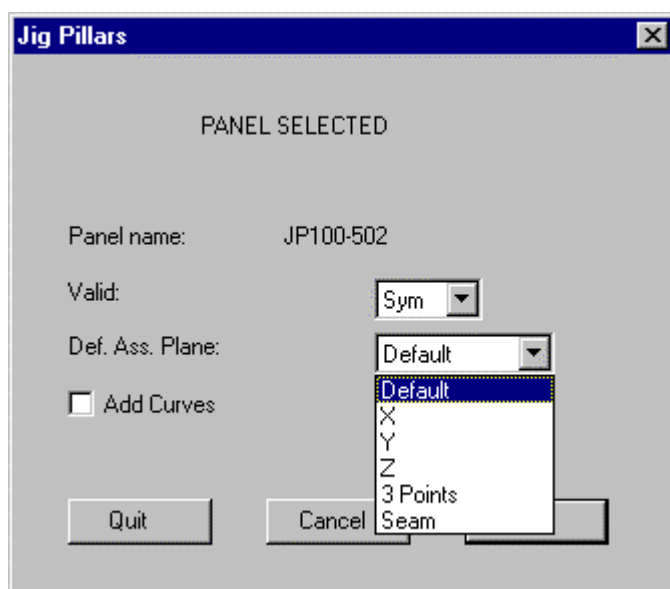 Jig Pillars
PANEL SELECTED
Panel name: JP100-502
Valid: Sym
Def. Ass. Plane: Default
Default
X
Add Curves
Y
Z
3 Points
Quit Cancel Seam